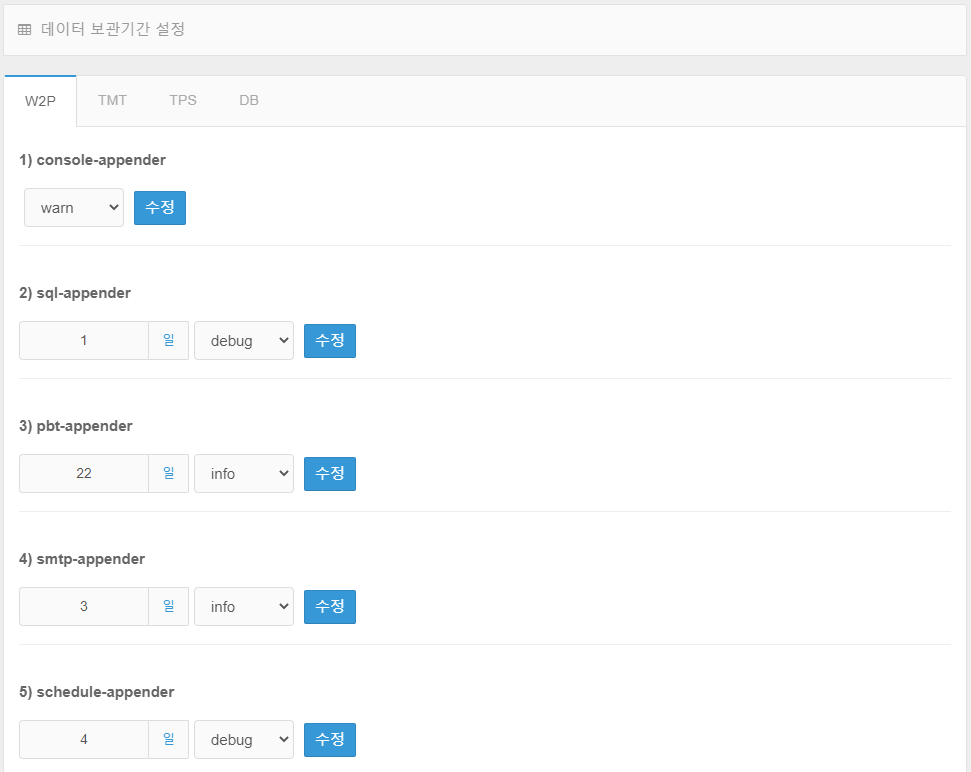 데이터 보관기간 설정
W2P TMT TPS DB
1) console-appender
warn 수정
2) sql-appender
1 일 debug 수정
3) pbt-appender
22 일 info 수정
4) smtp-appender
3 일 info 수정
5) schedule-appender
4 일 debug 수정